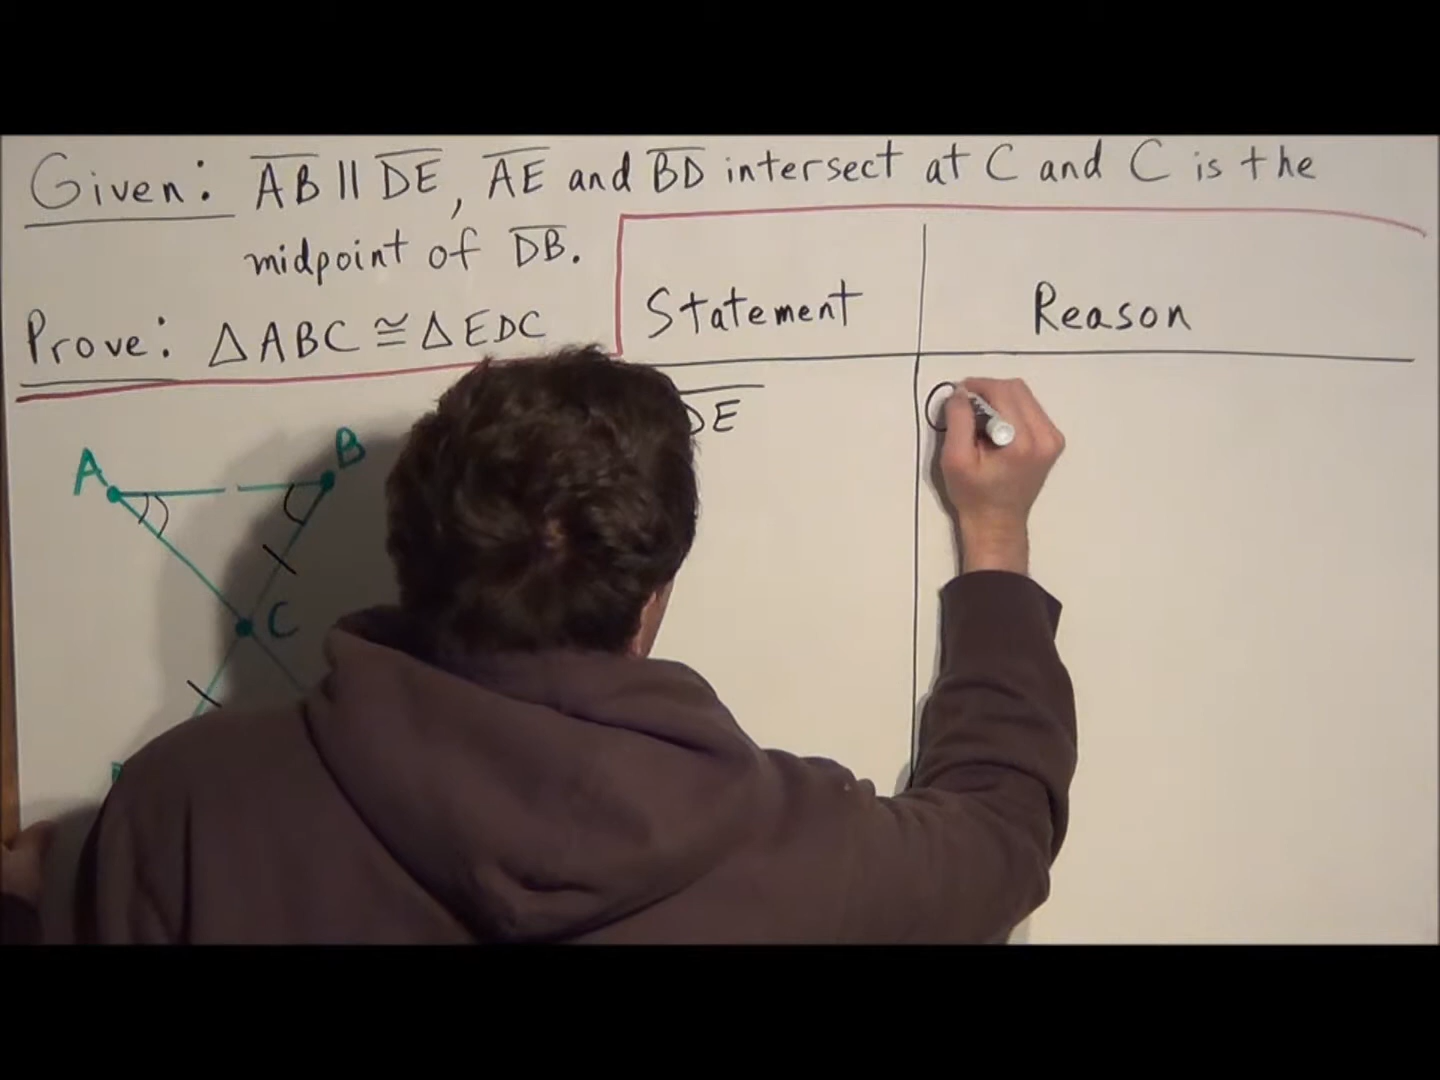 Given: AB || DE, AE and BD intersect at C and C is the
midpoint of DB.
Prove: △ABC ≅ △EDC
Statement
Reason
DE
A
B
C